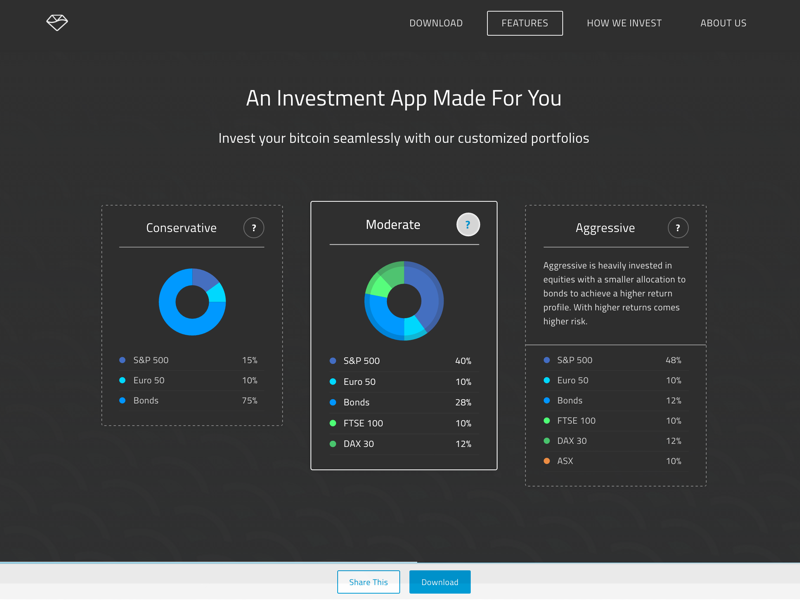 DOWNLOAD FEATURES HOW WE INVEST ABOUT US
An Investment App Made For You
Invest your bitcoin seamlessly with our customized portfolios
Conservative ?
S&P 500 15%
Euro 50 10%
Bonds 75%
Moderate ?
S&P 500 40%
Euro 50 10%
Bonds 28%
FTSE 100 10%
DAX 30 12%
Aggressive ?
Aggressive is heavily invested in
equities with a smaller allocation to
bonds to achieve a higher return
profile. With higher returns comes
higher risk.
S&P 500 48%
Euro 50 10%
Bonds 12%
FTSE 100 10%
DAX 30 12%
ASX 10%
Share This Download